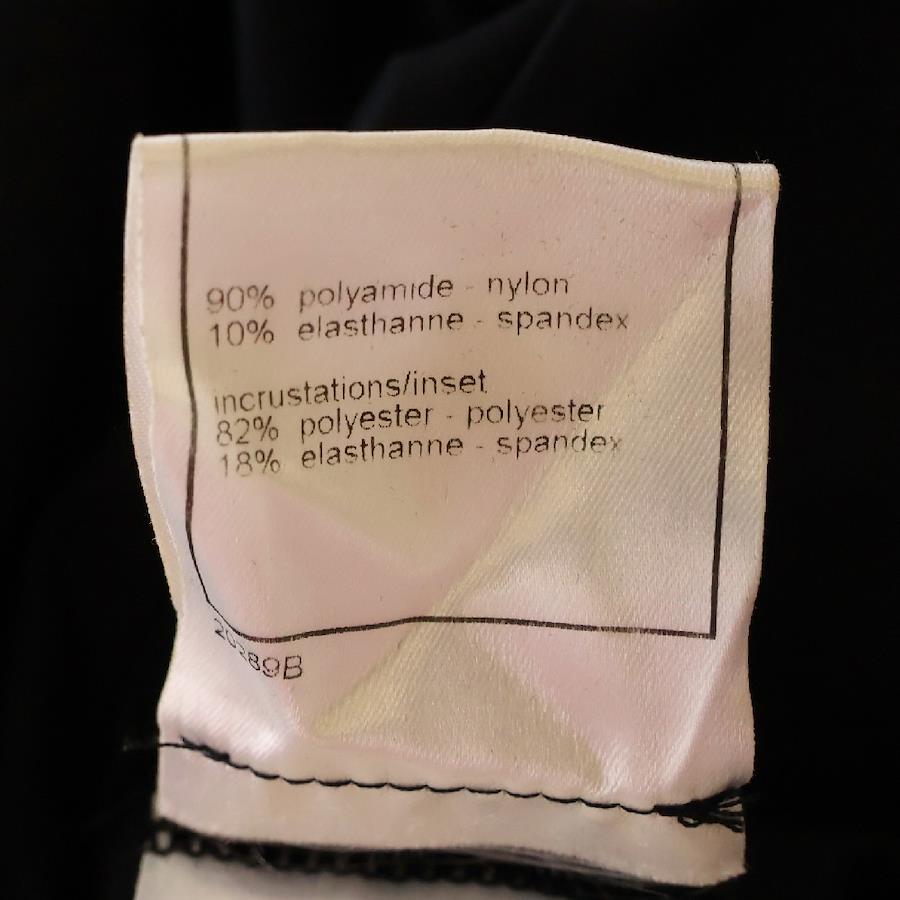 90% polyamide - nylon
10% elasthanne - spandex
incrustations/inset
82% polyester - polyester
18% elasthanne - spandex